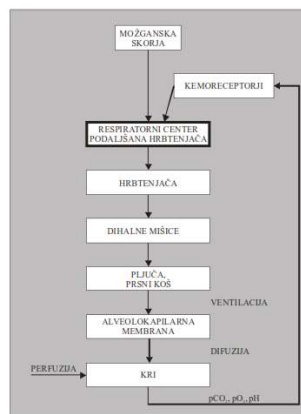 MOŽGANSKA
SKORJA
KEMORECEPTORJI
RESPIRATORNI CENTER
PODALJŠANA HRBTENJAČA
HRBTENJAČA
DIHALNE MIŠICE
PLJUČA,
PRSNI KOŠ
VENTILACIJA
ALVEOLOKAPILARNA
MEMBRANA
DIFUZIJA
PERFUZIJA
KRI
pCO₂, pO₂, pH